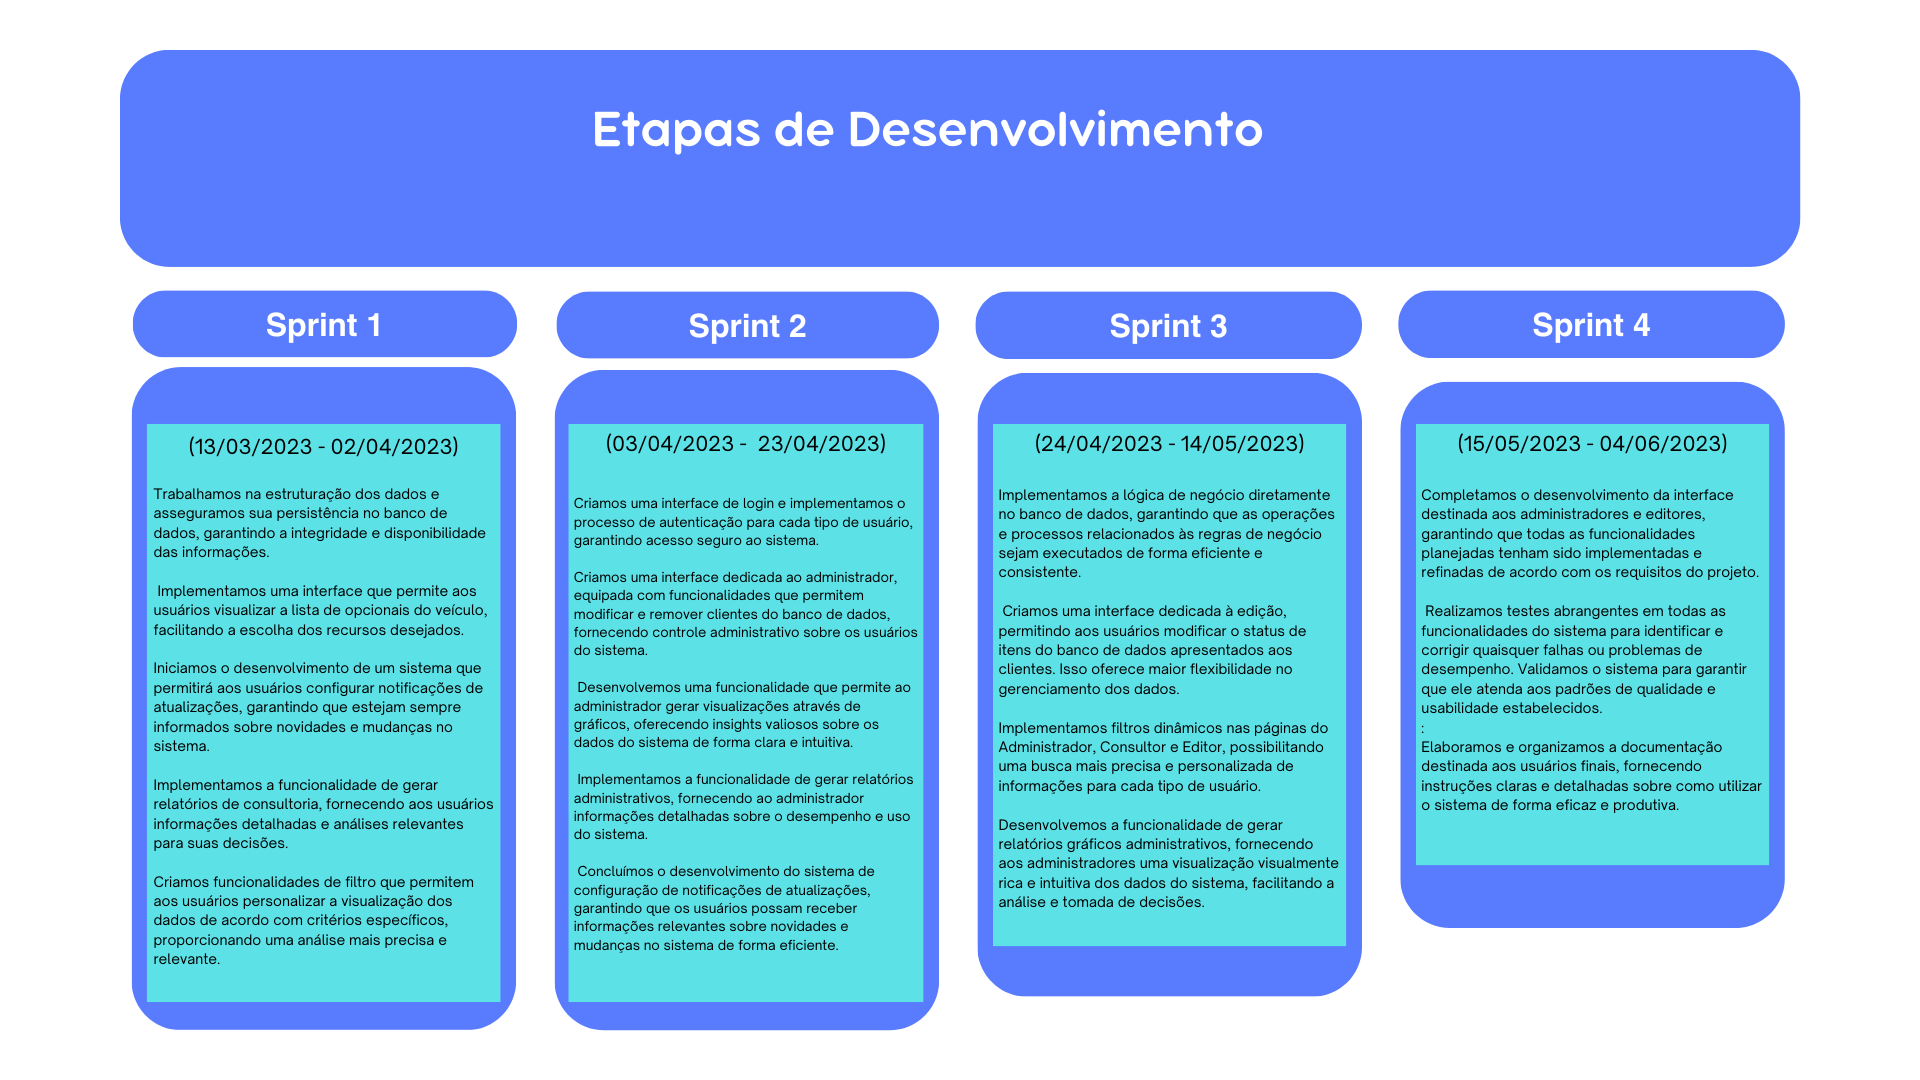 Etapas de Desenvolvimento
Sprint 1
(13/03/2023 - 02/04/2023)
Trabalhamos na estruturação dos dados e
asseguramos sua persistência no banco de
dados, garantindo a integridade e disponibilidade
das informações.
Implementamos uma interface que permite aos
usuários visualizar a lista de opcionais do veículo,
facilitando a escolha dos recursos desejados.
Iniciamos o desenvolvimento de um sistema que
permitirá aos usuários configurar notificações de
atualizações, garantindo que estejam sempre
informados sobre novidades e mudanças no
sistema.
Implementamos a funcionalidade de gerar
relatórios de consultoria, fornecendo aos usuários
informações detalhadas e análises relevantes
para suas decisões.
Criamos funcionalidades de filtro que permitem
aos usuários personalizar a visualização dos
dados de acordo com critérios específicos,
proporcionando uma análise mais precisa e
relevante.
Sprint 2
(03/04/2023 -  23/04/2023)
Criamos uma interface de login e implementamos o
processo de autenticação para cada tipo de usuário,
garantindo acesso seguro ao sistema.
Criamos uma interface dedicada ao administrador,
equipada com funcionalidades que permitem
modificar e remover clientes do banco de dados,
fornecendo controle administrativo sobre os usuários
do sistema.
Desenvolvemos uma funcionalidade que permite ao
administrador gerar visualizações através de
gráficos, oferecendo insights valiosos sobre os
dados do sistema de forma clara e intuitiva.
Implementamos a funcionalidade de gerar relatórios
administrativos, fornecendo ao administrador
informações detalhadas sobre o desempenho e uso
do sistema.
Concluímos o desenvolvimento do sistema de
configuração de notificações de atualizações,
garantindo que os usuários possam receber
informações relevantes sobre novidades e
mudanças no sistema de forma eficiente.
Sprint 3
(24/04/2023 - 14/05/2023)
Implementamos a lógica de negócio diretamente
no banco de dados, garantindo que as operações
e processos relacionados às regras de negócio
sejam executados de forma eficiente e
consistente.
Criamos uma interface dedicada à edição,
permitindo aos usuários modificar o status de
itens do banco de dados apresentados aos
clientes. Isso oferece maior flexibilidade no
gerenciamento dos dados.
Implementamos filtros dinâmicos nas páginas do
Administrador, Consultor e Editor, possibilitando
uma busca mais precisa e personalizada de
informações para cada tipo de usuário.
Desenvolvemos a funcionalidade de gerar
relatórios gráficos administrativos, fornecendo
aos administradores uma visualização visualmente
rica e intuitiva dos dados do sistema, facilitando a
análise e tomada de decisões.
Sprint 4
(15/05/2023 - 04/06/2023)
Completamos o desenvolvimento da interface
destinada aos administradores e editores,
garantindo que todas as funcionalidades
planejadas tenham sido implementadas e
refinadas de acordo com os requisitos do projeto.
Realizamos testes abrangentes em todas as
funcionalidades do sistema para identificar e
corrigir quaisquer falhas ou problemas de
desempenho. Validamos o sistema para garantir
que ele atenda aos padrões de qualidade e
usabilidade estabelecidos.
:
Elaboramos e organizamos a documentação
destinada aos usuários finais, fornecendo
instruções claras e detalhadas sobre como utilizar
o sistema de forma eficaz e produtiva.